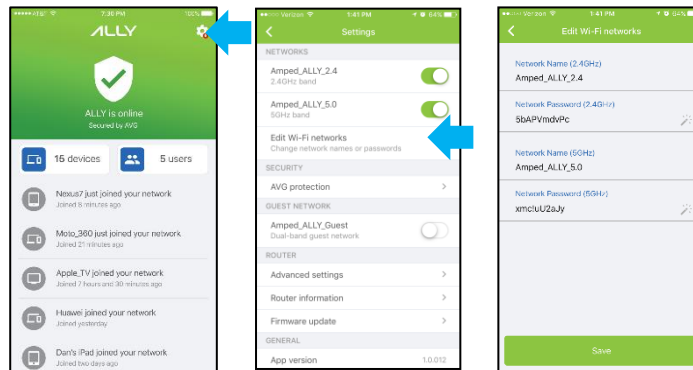 AT&T 7:35 PM 100%
ALLY
ALLY is online
Secured by AVG
15 devices
5 users
Nexus7 just joined your network
Joined 6 minutes ago
Moto_360 just joined your network
Joined 21 minutes ago
Apple_TV joined your network
Joined 7 hours and 30 minutes ago
Huawei joined your network
Joined yesterday
Dan's iPad joined your network
Joined two days ago
Verizon 1:41 PM 64%
Settings
NETWORKS
Amped_ALLY_2.4
2.4GHz band
Amped_ALLY_5.0
5GHz band
Edit Wi-Fi networks
Change network names or passwords
SECURITY
AVG protection
GUEST NETWORK
Amped_ALLY_Guest
Dual-band guest network
ROUTER
Advanced settings
Router information
Firmware update
GENERAL
App version 1.0.012
Verizon 1:41 PM 64%
Edit Wi-Fi networks
Network Name (2.4GHz)
Amped_ALLY_2.4
Network Password (2.4GHz)
5bAPVmdvPc
Network Name (5GHz)
Amped_ALLY_5.0
Network Password (5GHz)
xmc!uU2aJy
Save